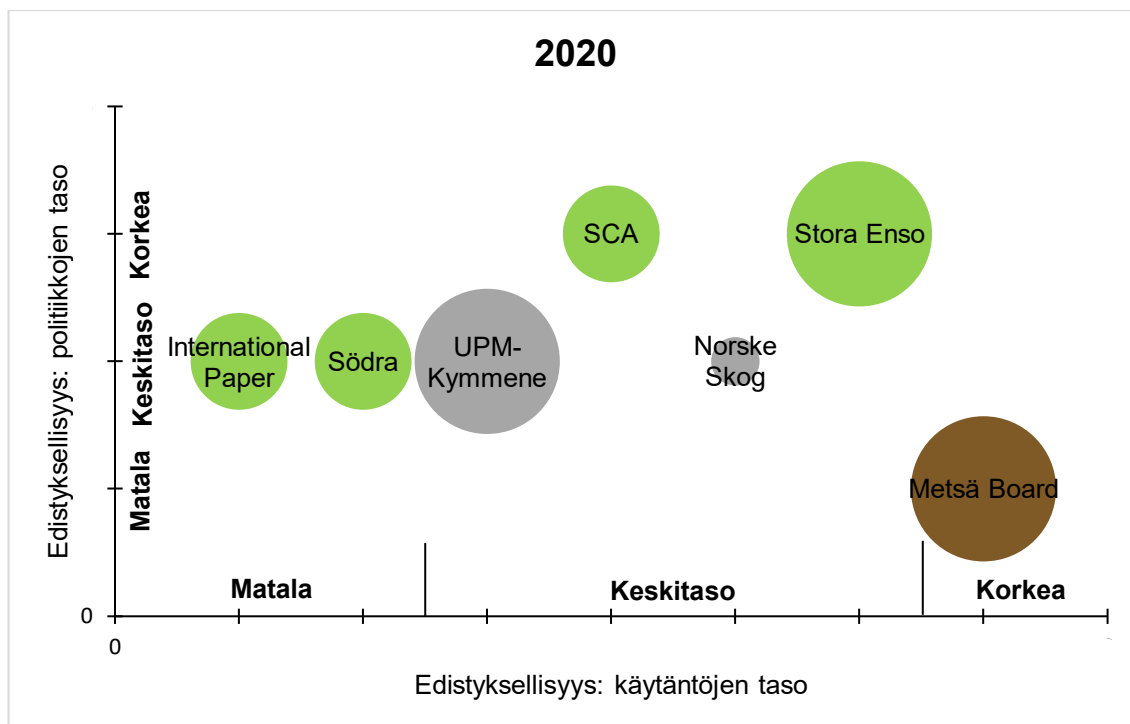 2020
Edistyksellisyys: politiikkojen taso
Matala Keskitaso Korkea
SCA
Stora Enso
International
Paper
Södra
UPM-
Kymmene
Norske
Skog
Metsä Board
Matala
Keskitaso
Korkea
0
0
Edistyksellisyys: käytäntöjen taso